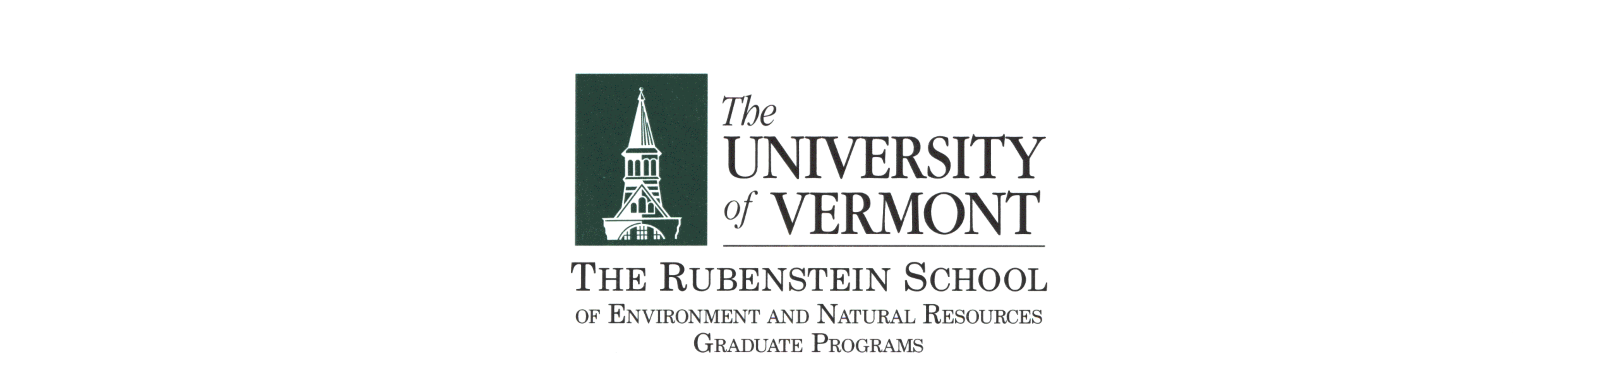 The
UNIVERSITY
of VERMONT
THE RUBENSTEIN SCHOOL
OF ENVIRONMENT AND NATURAL RESOURCES
GRADUATE PROGRAMS